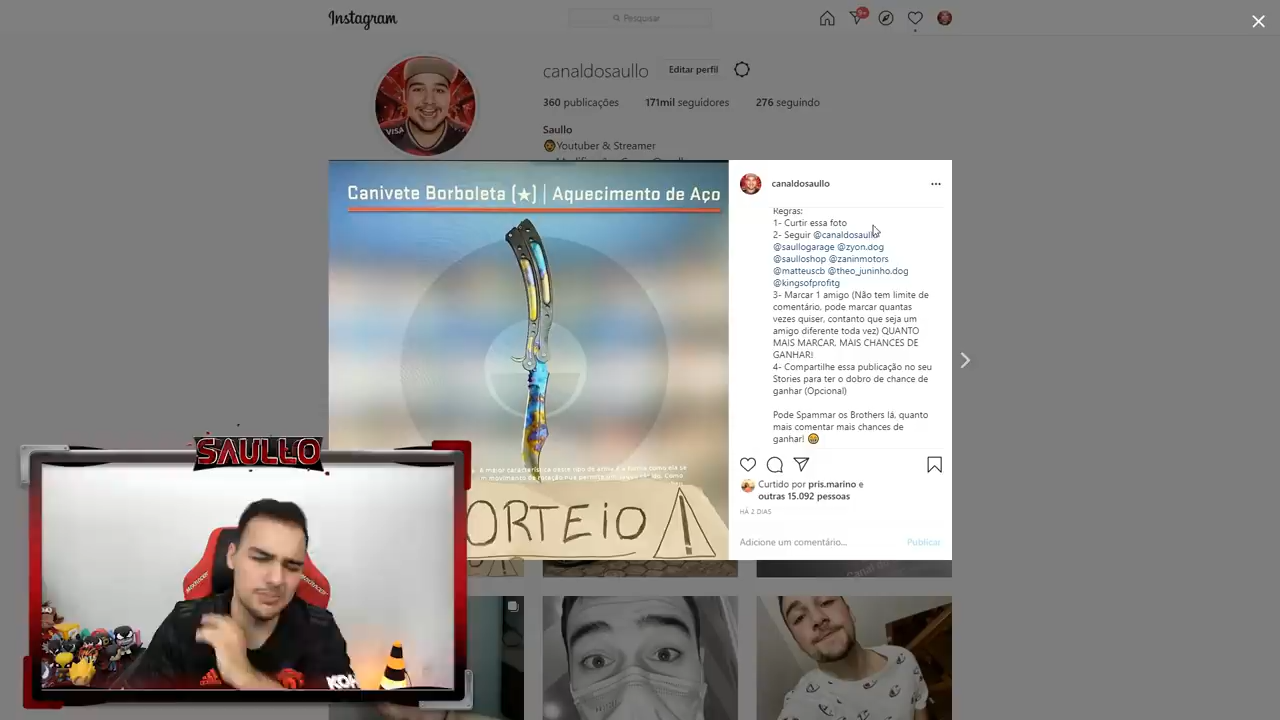 Instagram
Pesquisar
9+
canaldosaullo
Editar perfil
360 publicações 171mil seguidores 276 seguindo
Saullo
Youtuber & Streamer
VISA
Canivete Borboleta (★) | Aquecimento de Aço
ORTEIO
canaldosaullo
Regras:
1- Curtir essa foto
2- Seguir @canaldosaullo
@saullogarage @zyon.dog
@saulloshop @zaninmotors
@matteuscb @theo_juninho.dog
@kingsofprofitg
3- Marcar 1 amigo (Não tem limite de
comentário, pode marcar quantas
vezes quiser, contanto que seja um
amigo diferente toda vez) QUANTO
MAIS MARCAR, MAIS CHANCES DE
GANHAR!
4- Compartilhe essa publicação no seu
Stories para ter o dobro de chance de
ganhar (Opcional)
Pode Spammar os Brothers lá, quanto
mais comentar mais chances de
ganhar!
Curtido por pris.marino e
outras 15.092 pessoas
HÁ 2 DIAS
Adicione um comentário... Publicar
SAULLO